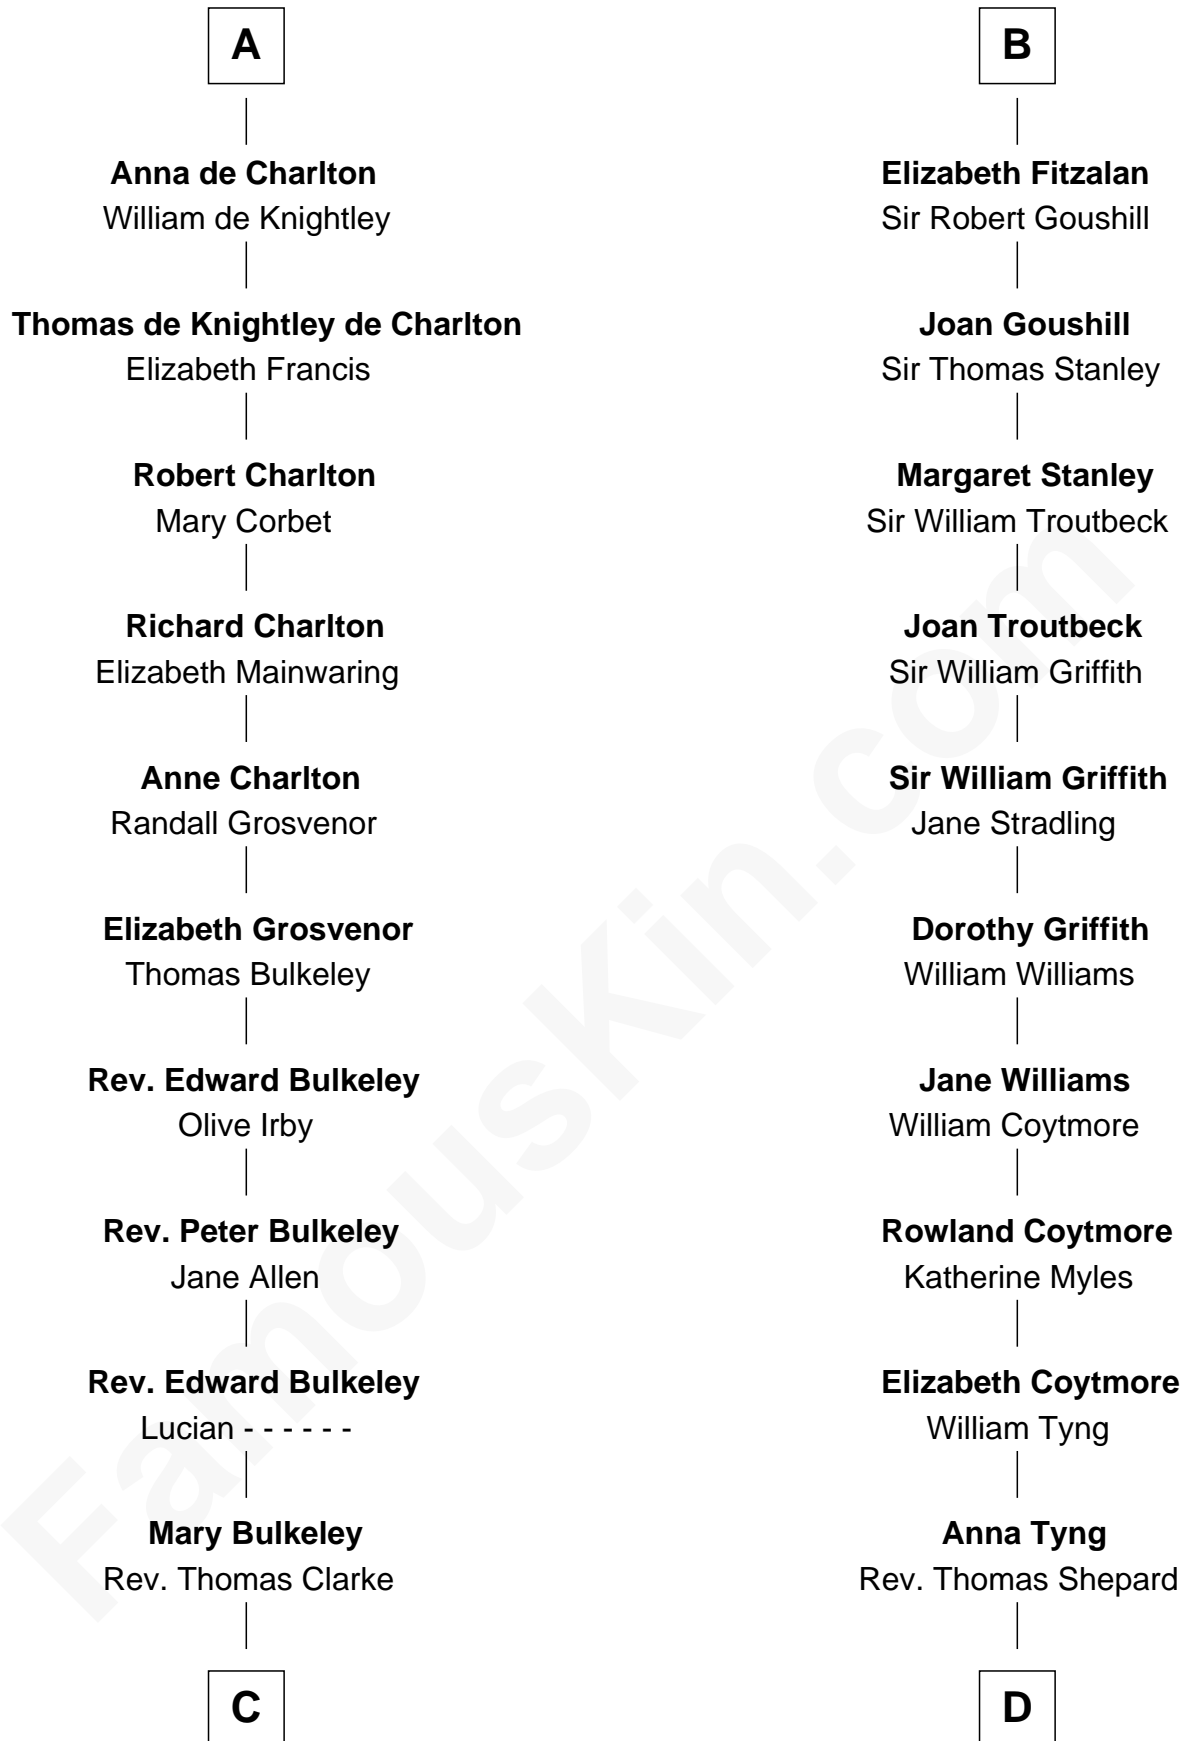 A
Anna de Charlton
William de Knightley
Thomas de Knightley de Charlton
Elizabeth Francis
Robert Charlton
Mary Corbet
Richard Charlton
Elizabeth Mainwaring
Anne Charlton
Randall Grosvenor
Elizabeth Grosvenor
Thomas Bulkeley
Rev. Edward Bulkeley
Olive Irby
Rev. Peter Bulkeley
Jane Allen
Rev. Edward Bulkeley
Lucian - - - - - -
Mary Bulkeley
Rev. Thomas Clarke
C
B
Elizabeth Fitzalan
Sir Robert Goushill
Joan Goushill
Sir Thomas Stanley
Margaret Stanley
Sir William Troutbeck
Joan Troutbeck
Sir William Griffith
Sir William Griffith
Jane Stradling
Dorothy Griffith
William Williams
Jane Williams
William Coytmore
Rowland Coytmore
Katherine Myles
Elizabeth Coytmore
William Tyng
Anna Tyng
Rev. Thomas Shepard
D
FamousKin.com